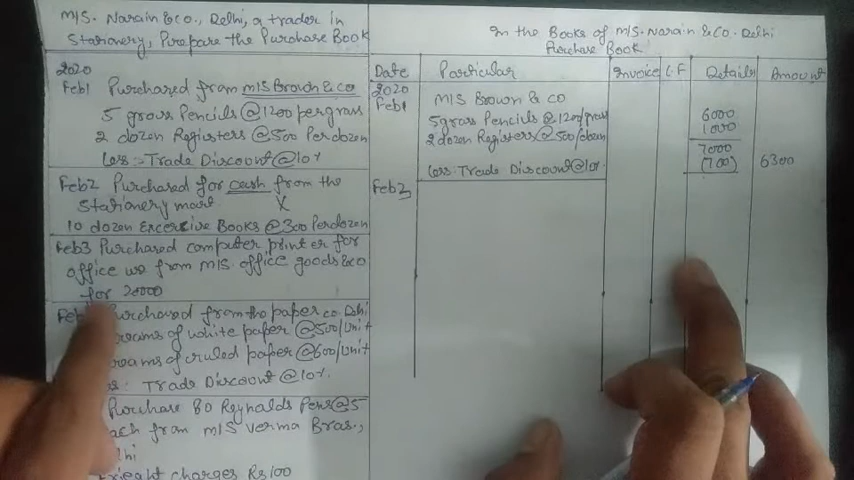 M/S. Narain & co., Delhi, a trader in
Stationery, Prepare the Purchase Book
2020
Feb1 Purchased from M/S Brown & co
5 gross Pencils @ 1200 per gross
2 dozen Registers @ 500 Per dozen
Less :- Trade Discount @ 10%
Feb2 Purchased for cash from the
Stationery mart X
10 dozen Excersive Books @ 300 Per dozen
Feb3 Purchased computer printer for
office use from M/S. office goods & co
for 20000
Purchased from the paper co. Delhi
reams of white paper @ 500/Unit
reams of ruled paper @ 600/Unit
: Trade Discount @ 10%
Purchase 80 Reynalds Pens @ 5
from M/S Verma Bros.,
charges Rs 100
In the Books of M/S. Narain & Co. Delhi
Purchase Book
Date Particular Invoice L.F Details Amount
2020
Feb1 M/S Brown & co
5 gross Pencils @ 1200/gross 6000
2 dozen Registers @ 500/dozen 1000
7000
Less: Trade Discount @ 10% (700) 6300
Feb2